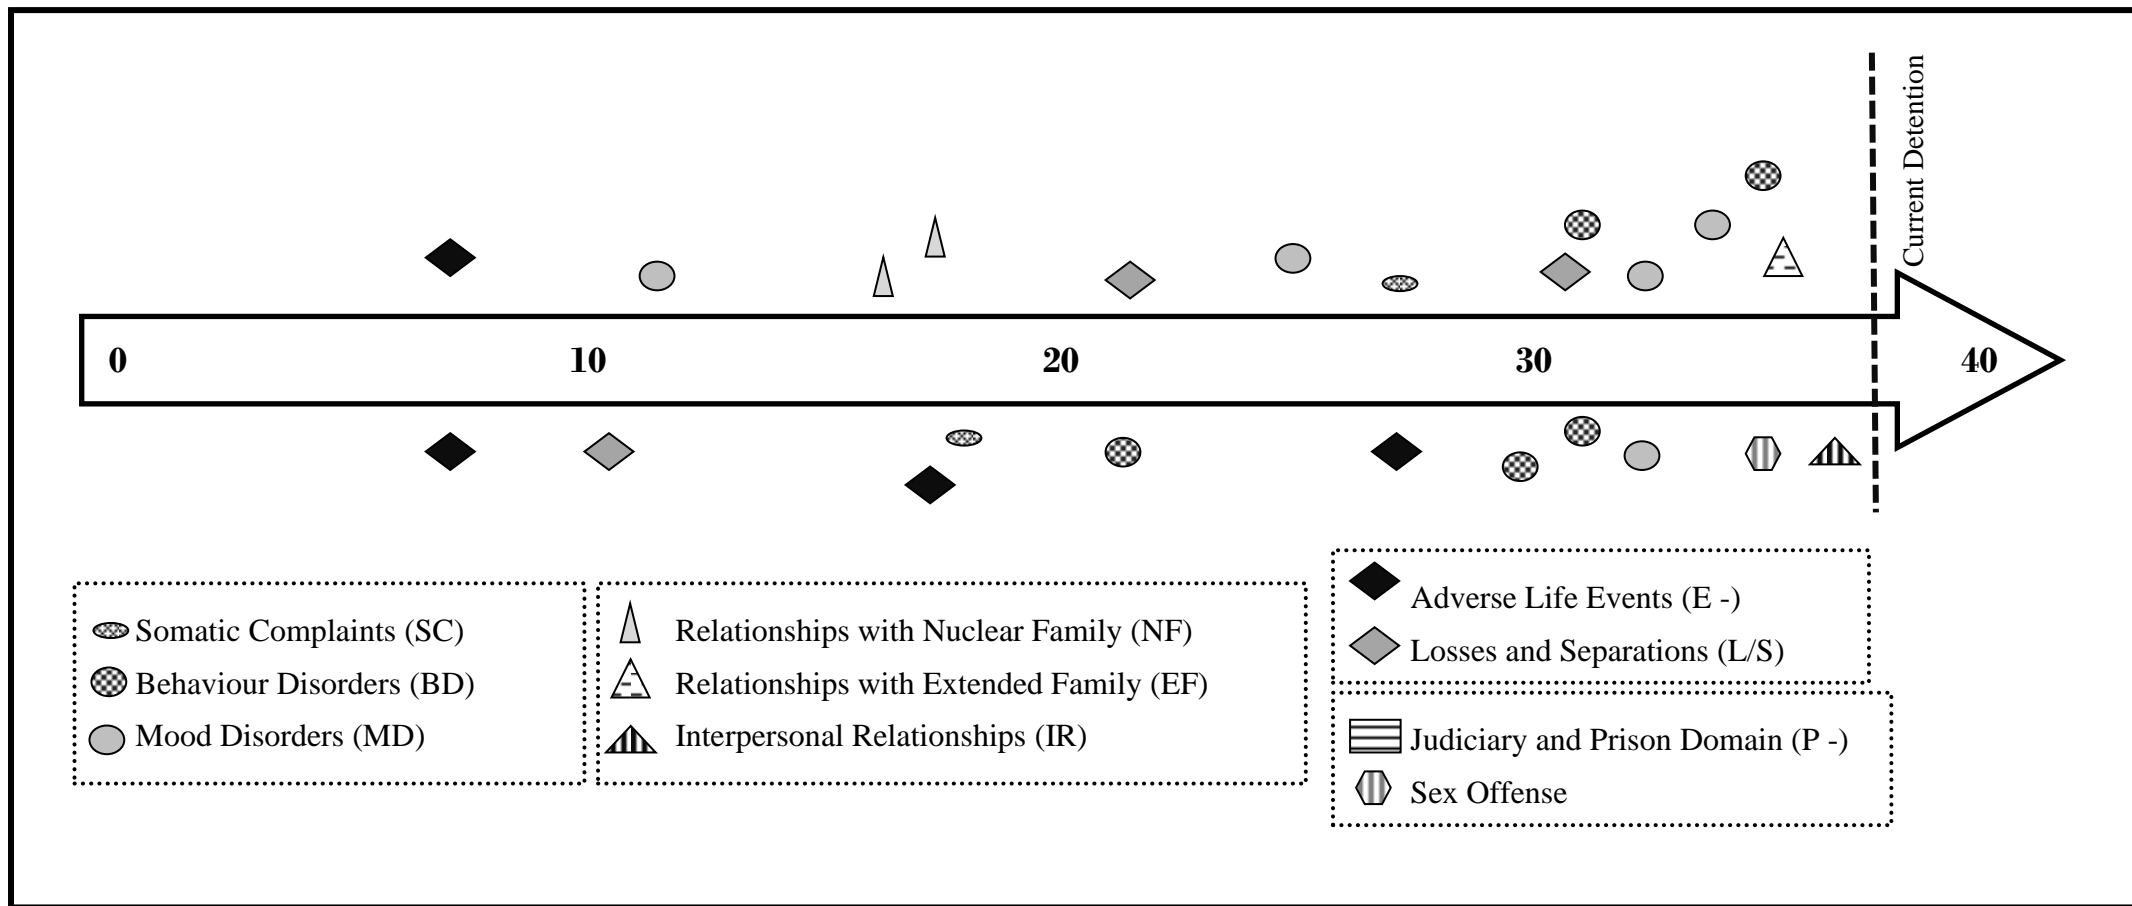 Current Detention
0 10 20 30 40
Somatic Complaints (SC)
Behaviour Disorders (BD)
Mood Disorders (MD)
Relationships with Nuclear Family (NF)
Relationships with Extended Family (EF)
Interpersonal Relationships (IR)
Adverse Life Events (E -)
Losses and Separations (L/S)
Judiciary and Prison Domain (P -)
Sex Offense